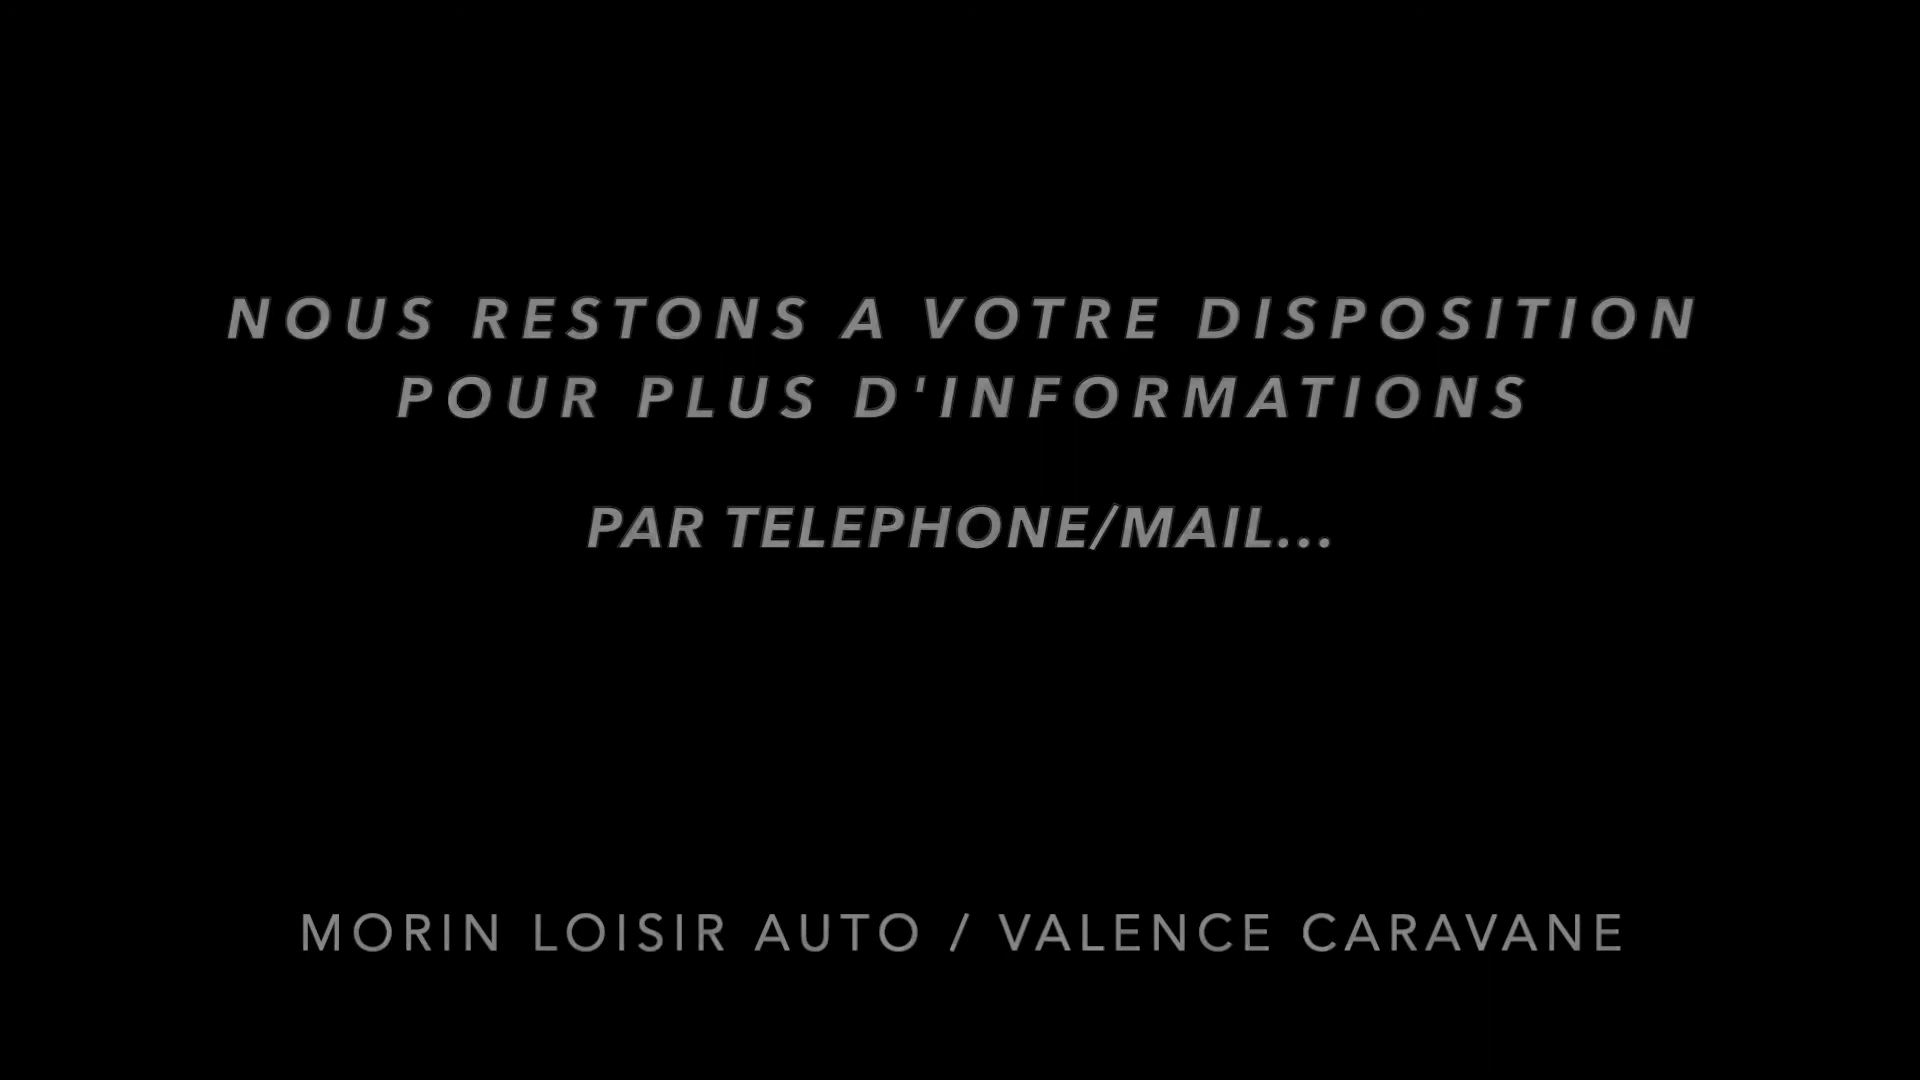 NOUS RESTONS A VOTRE DISPOSITION
POUR PLUS D'INFORMATIONS
PAR TELEPHONE/MAIL...
MORIN LOISIR AUTO / VALENCE CARAVANE